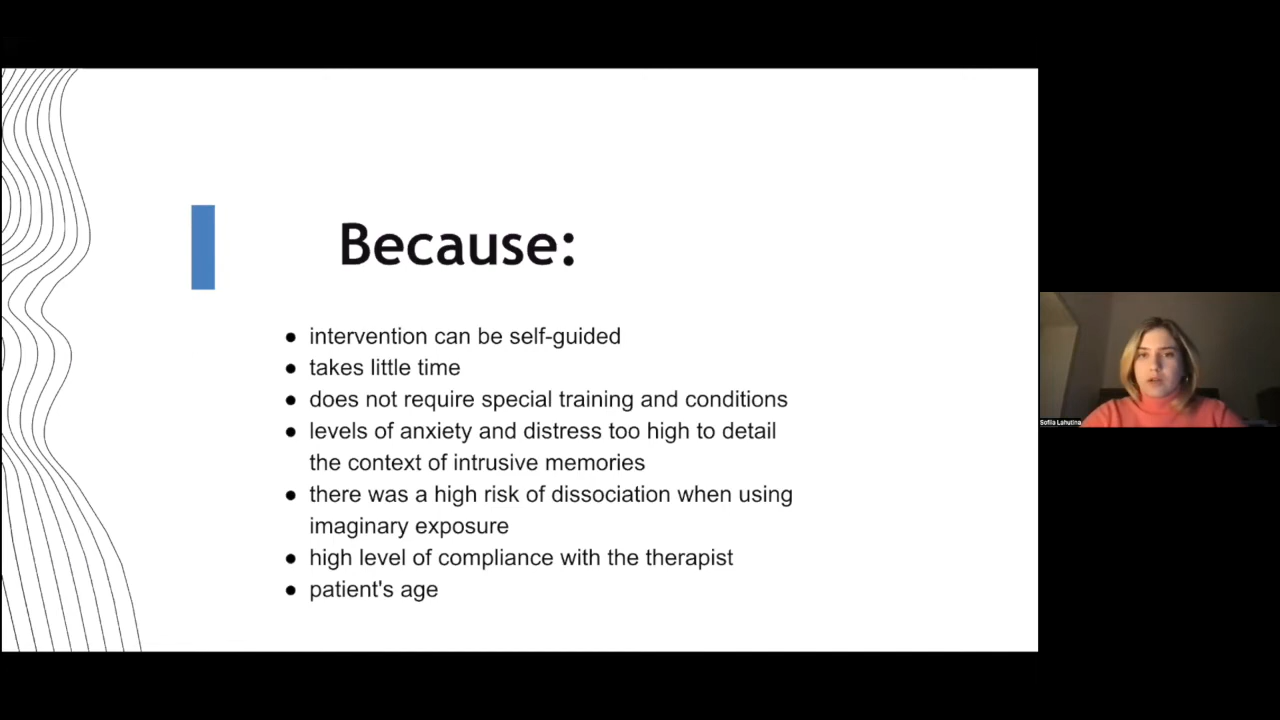 Because:
● intervention can be self-guided
● takes little time
● does not require special training and conditions
● levels of anxiety and distress too high to detail
the context of intrusive memories
● there was a high risk of dissociation when using
imaginary exposure
● high level of compliance with the therapist
● patient's age
Sofiia Lahutina